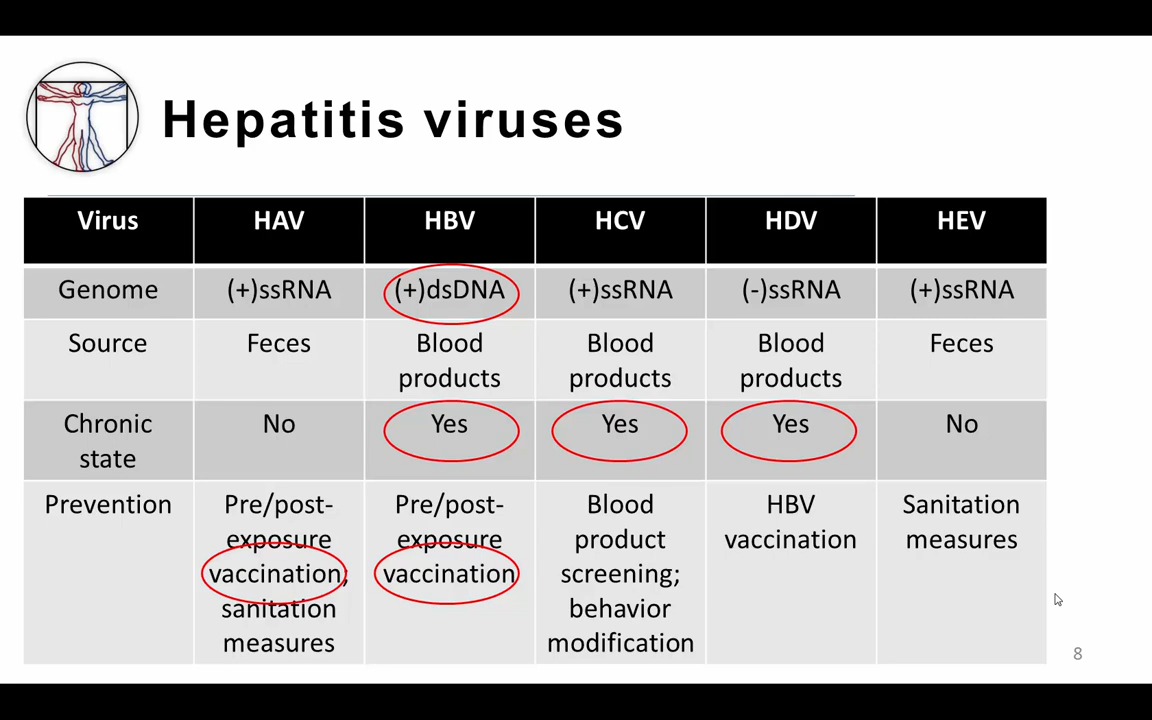 Hepatitis viruses
Virus HAV HBV HCV HDV HEV
Genome (+)ssRNA (+)dsDNA (+)ssRNA (-)ssRNA (+)ssRNA
Source Feces Blood Blood Blood Feces
products products products
Chronic No Yes Yes Yes No
state
Prevention Pre/post- Pre/post- Blood HBV Sanitation
exposure exposure product vaccination measures
vaccination; vaccination screening;
sanitation behavior
measures modification
8